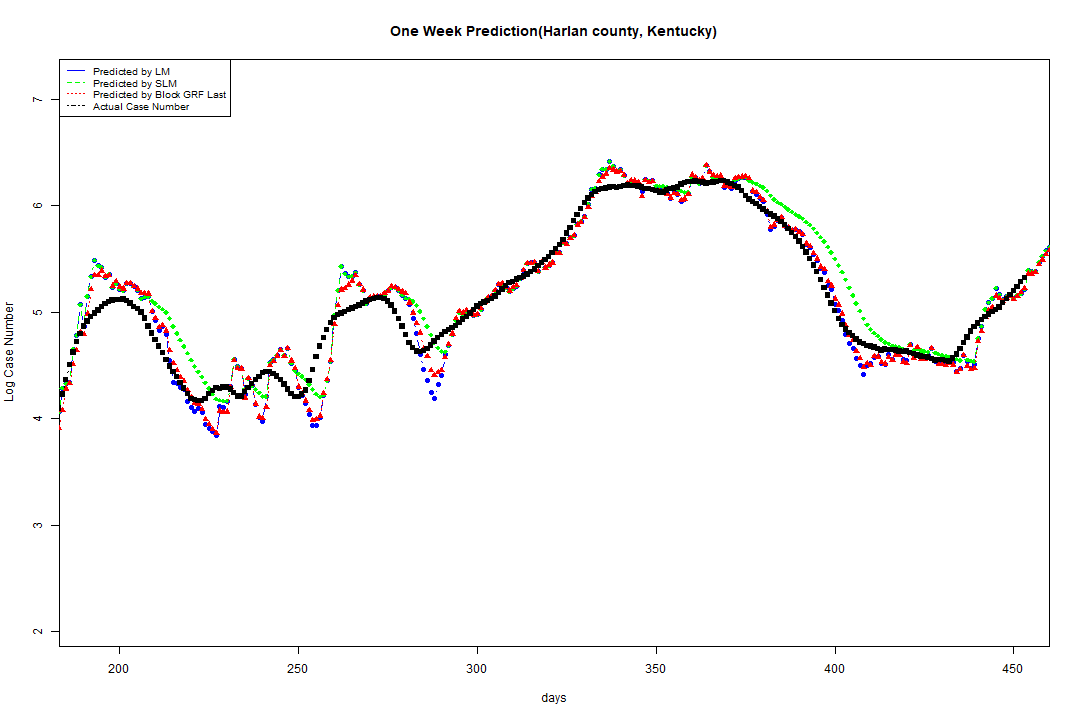 One Week Prediction(Harlan county, Kentucky)
Predicted by LM
Predicted by SLM
Predicted by Block GRF Last
Actual Case Number
7
6
5
4
3
2
Log Case Number
200 250 300 350 400 450
days